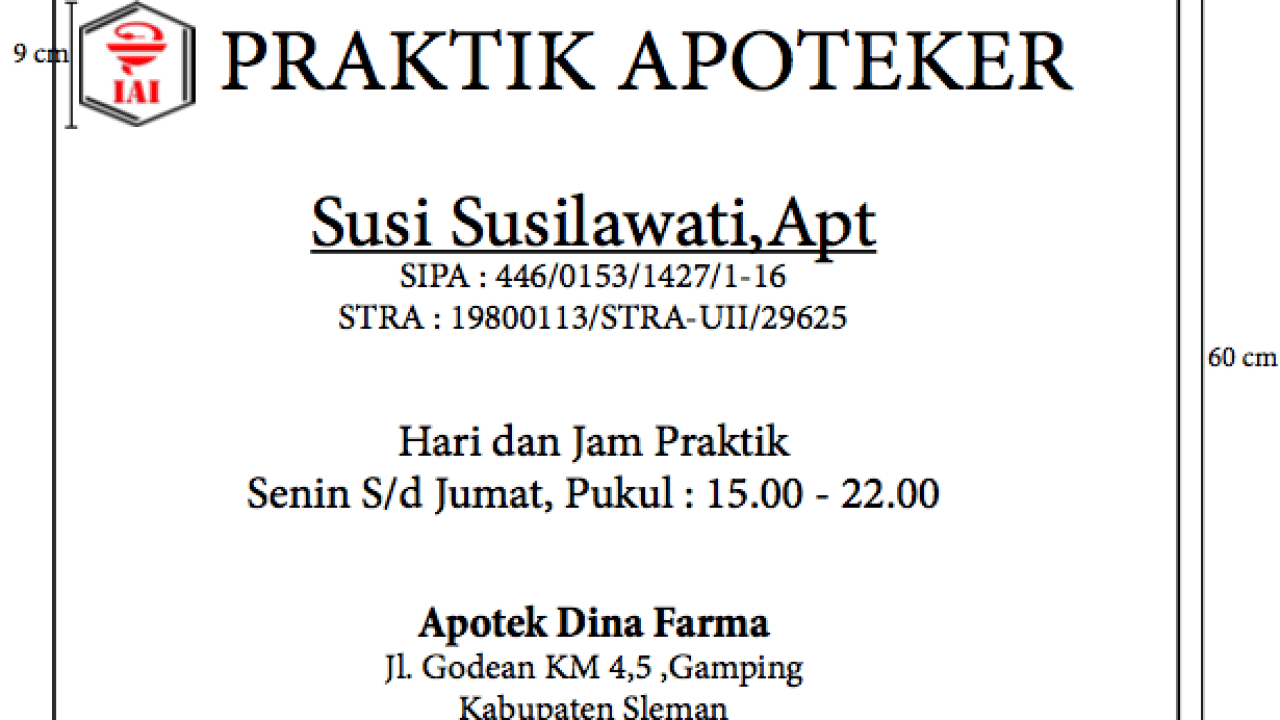 9 cm
IAI
PRAKTIK APOTEKER
Susi Susilawati,Apt
SIPA : 446/0153/1427/1-16
STRA : 19800113/STRA-UII/29625
60 cm
Hari dan Jam Praktik
Senin S/d Jumat, Pukul : 15.00 - 22.00
Apotek Dina Farma
Jl. Godean KM 4,5 ,Gamping
Kabupaten Sleman